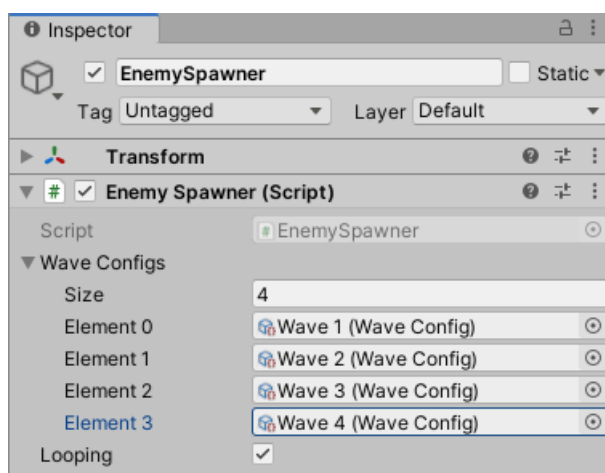 Inspector
EnemySpawner Static
Tag Untagged Layer Default
Transform
# Enemy Spawner (Script)
Script # EnemySpawner
Wave Configs
Size 4
Element 0 Wave 1 (Wave Config)
Element 1 Wave 2 (Wave Config)
Element 2 Wave 3 (Wave Config)
Element 3 Wave 4 (Wave Config)
Looping